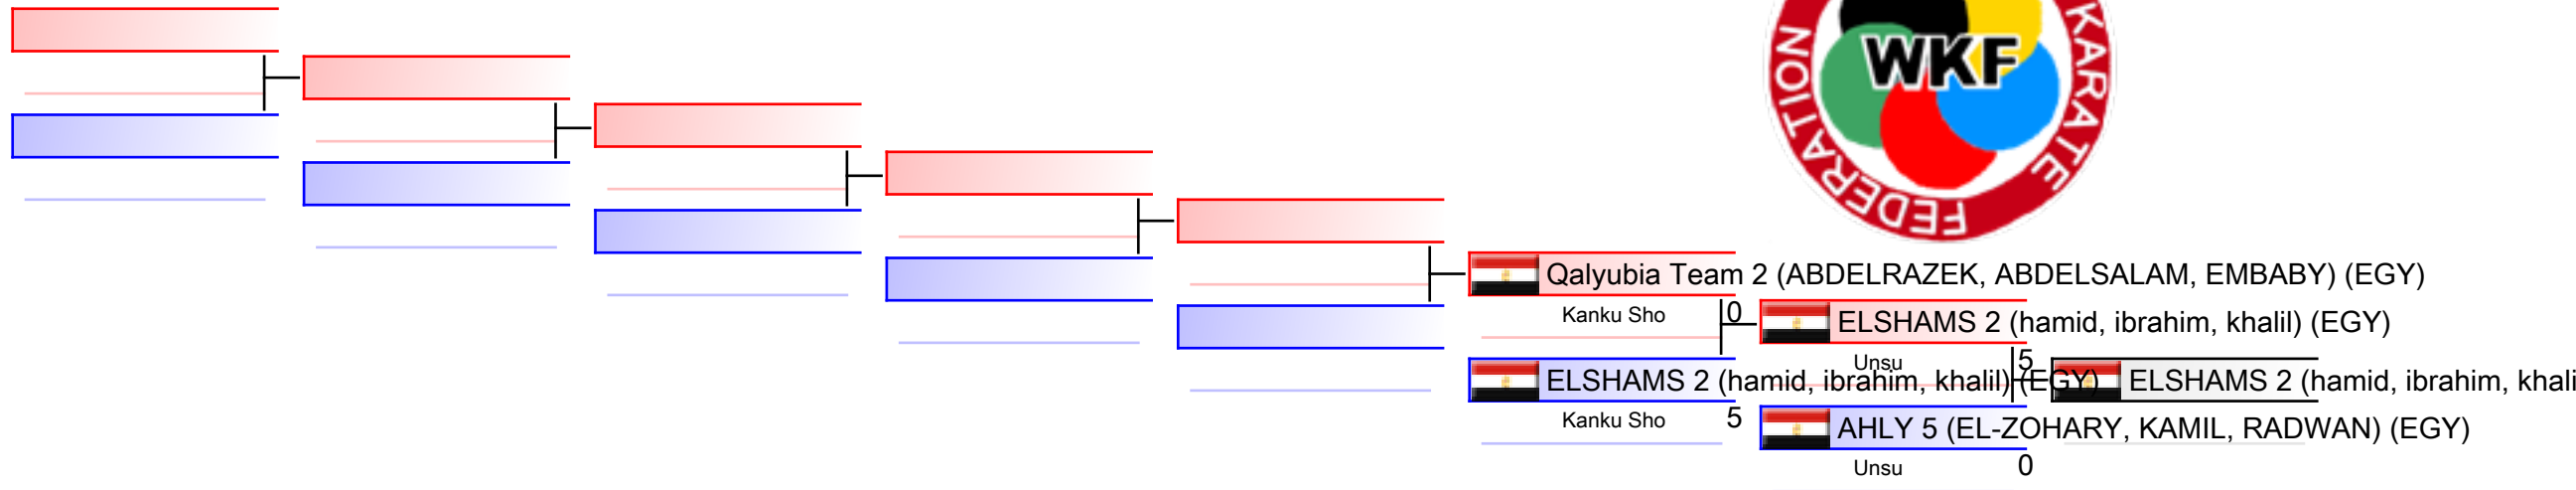 KARATE
FEDERATION
WKF
Qalyubia Team 2 (ABDELRAZEK, ABDELSALAM, EMBABY) (EGY)
Kanku Sho 0
ELSHAMS 2 (hamid, ibrahim, khalil) (EGY)
Unsu 5
ELSHAMS 2 (hamid, ibrahim, khalil) (EGY)
ELSHAMS 2 (hamid, ibrahim, khali
Kanku Sho 5
AHLY 5 (EL-ZOHARY, KAMIL, RADWAN) (EGY)
Unsu 0